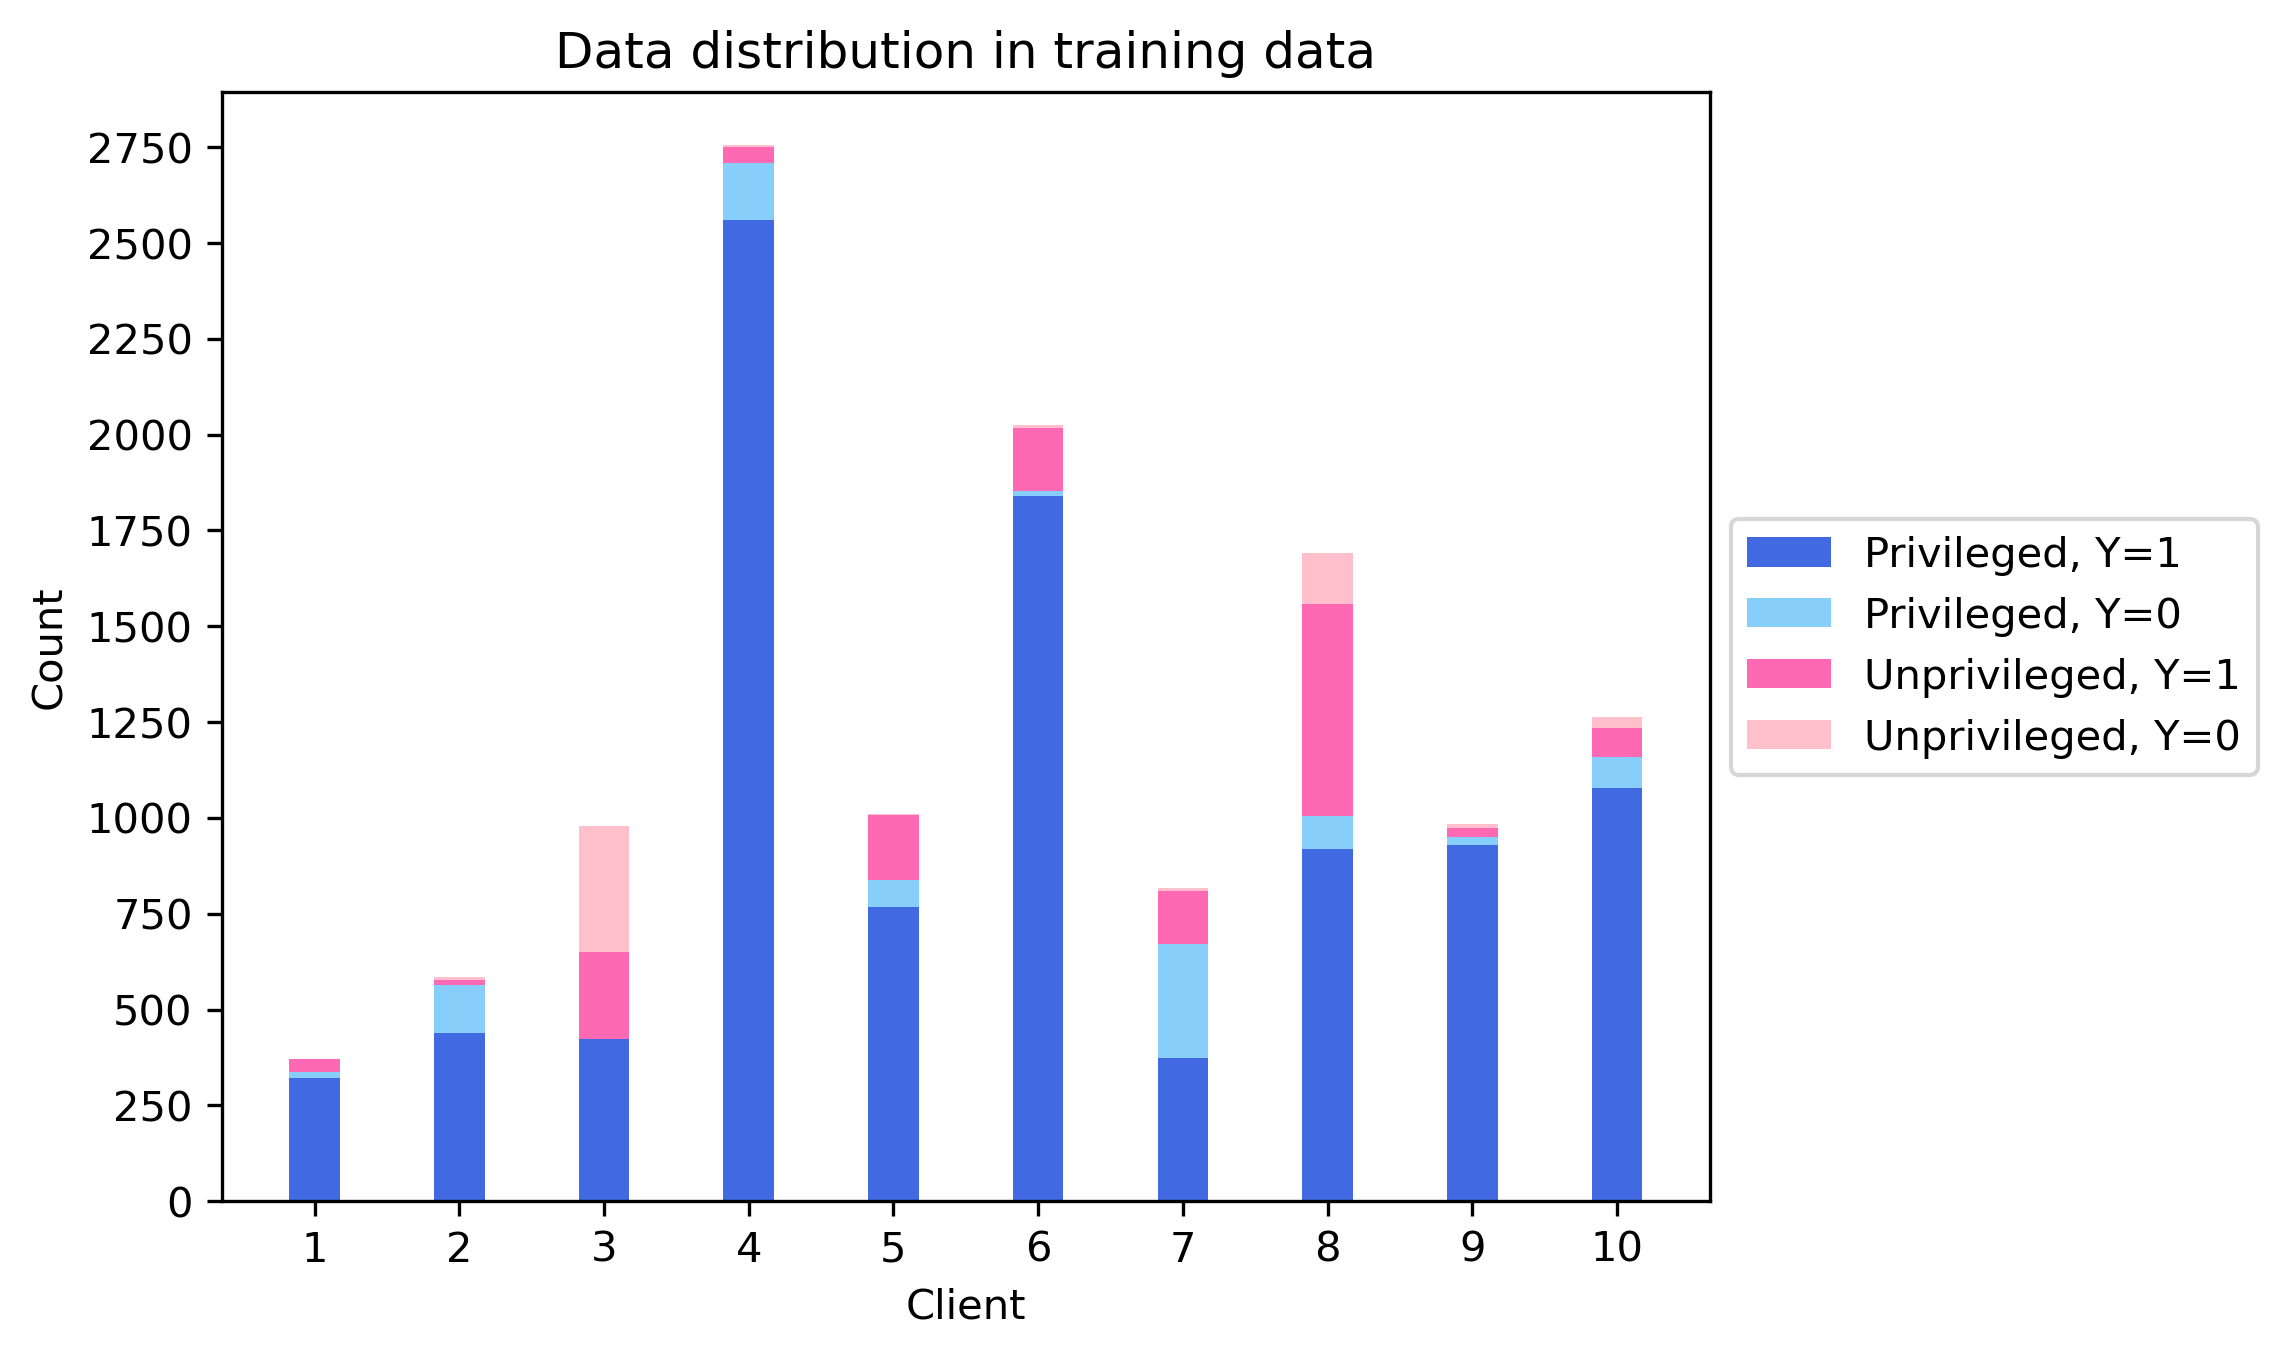 Data distribution in training data
Count
2750
2500
2250
2000
1750
1500
1250
1000
750
500
250
0
1 2 3 4 5 6 7 8 9 10
Client
Privileged, Y=1
Privileged, Y=0
Unprivileged, Y=1
Unprivileged, Y=0